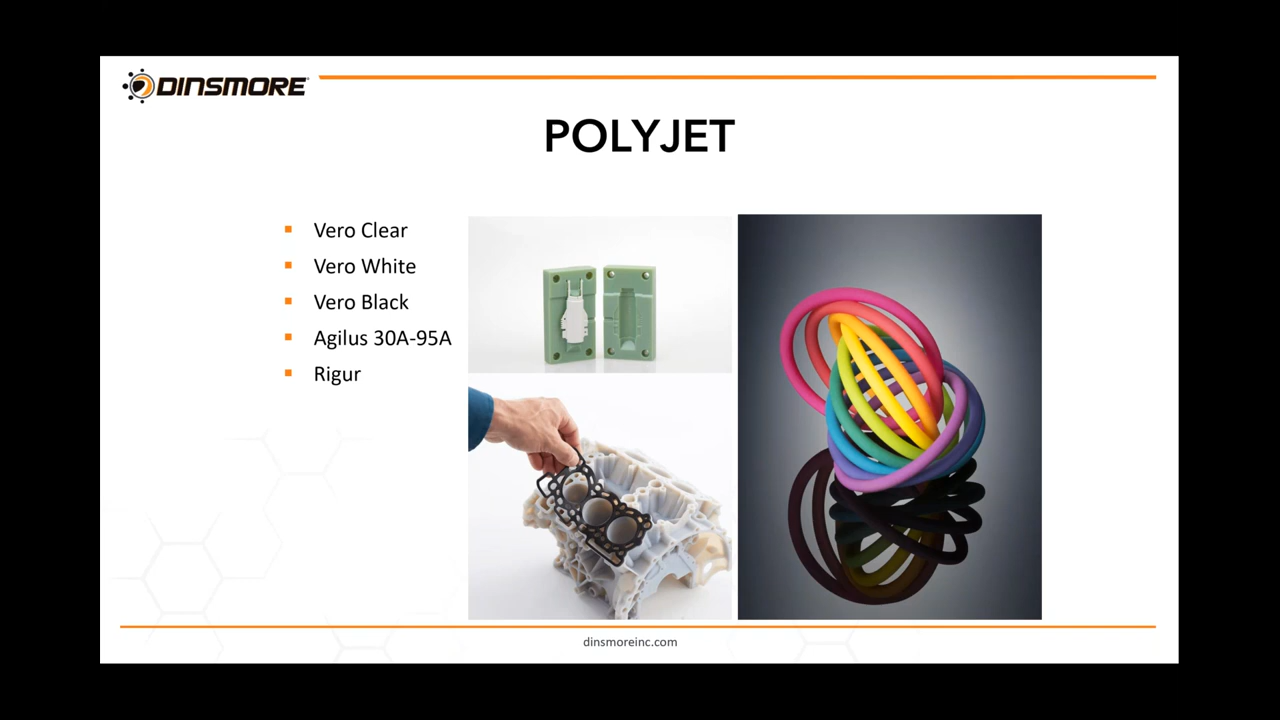 DINSMORE
POLYJET
Vero Clear
Vero White
Vero Black
Agilus 30A-95A
Rigur
dinsmoreinc.com